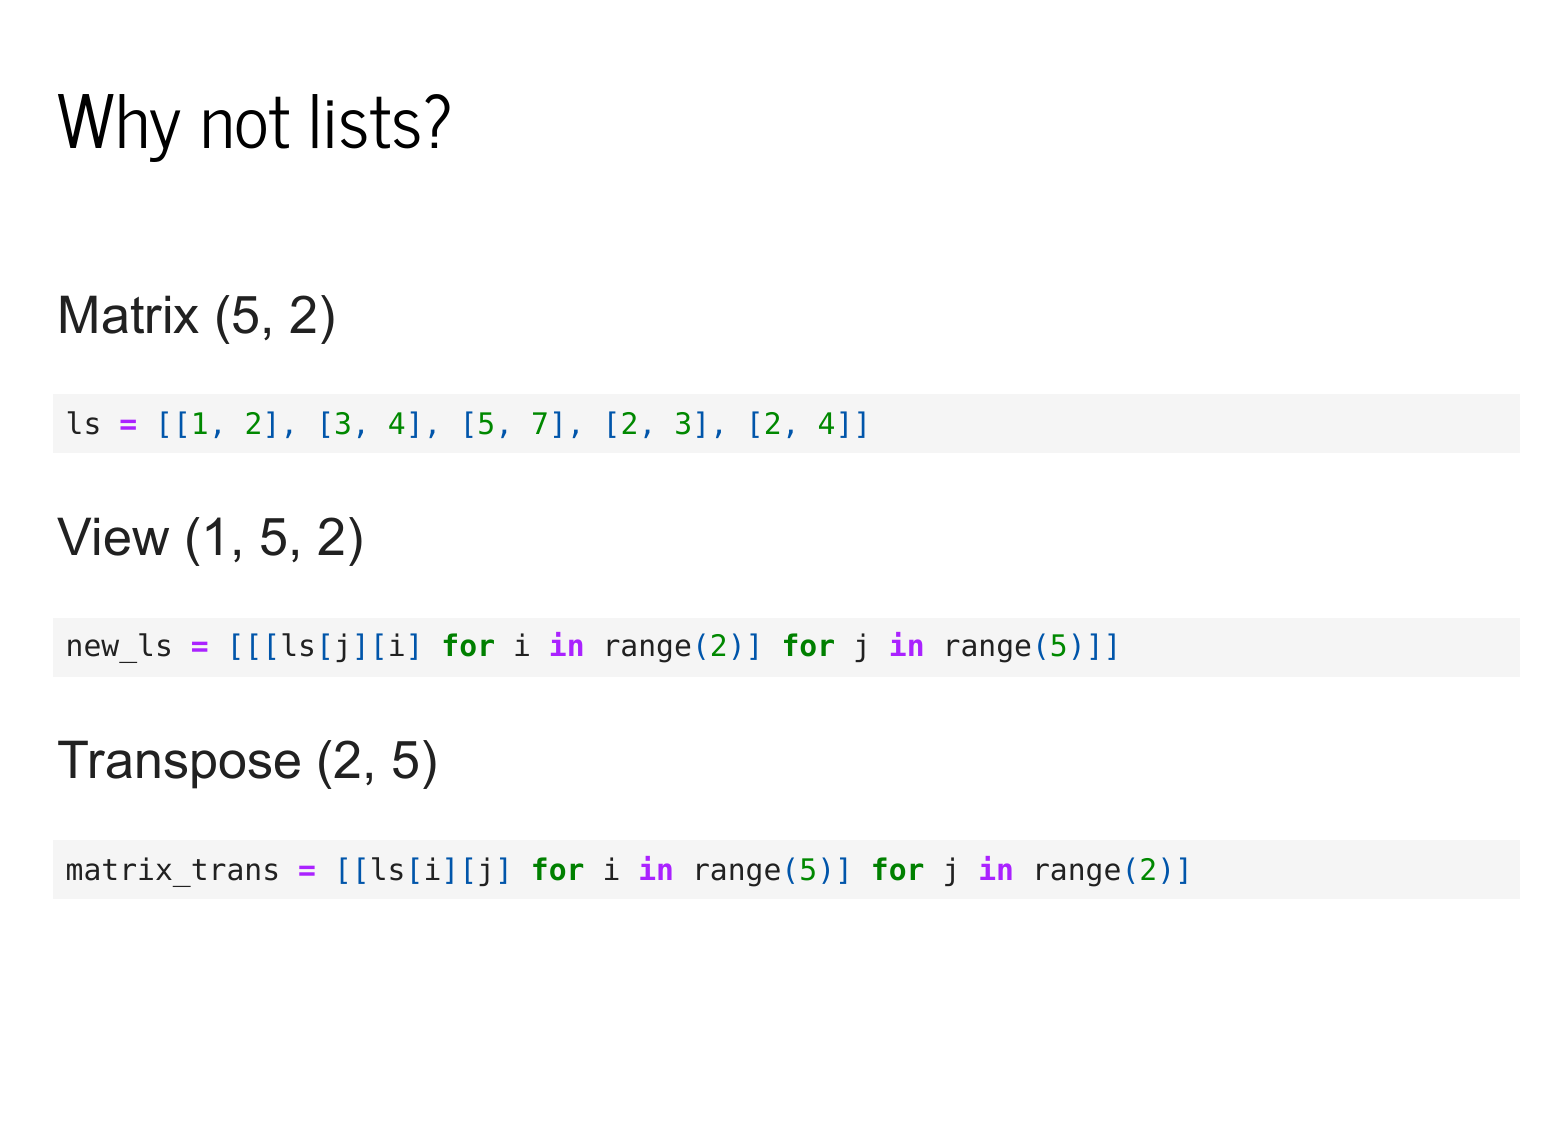 Why not lists?
Matrix (5, 2)
ls = [[1, 2], [3, 4], [5, 7], [2, 3], [2, 4]]
View (1, 5, 2)
new_ls = [[[ls[j][i] for i in range(2)] for j in range(5)]]
Transpose (2, 5)
matrix_trans = [[ls[i][j] for i in range(5)] for j in range(2)]